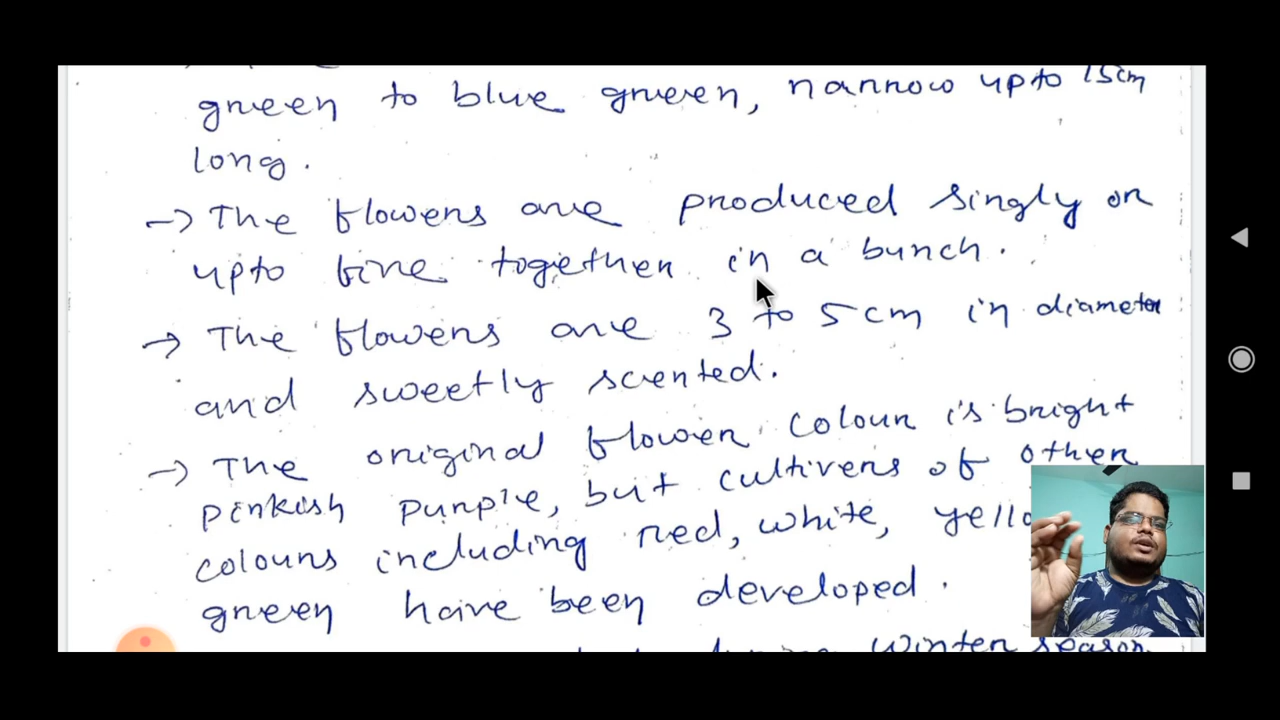 green to blue green, narrow upto 15cm
long.
→ The flowers are produced singly or
upto five together in a bunch.
→ The flowers are 3 to 5cm in diameter
and sweetly scented.
→ The original flower colour is bright
pinkish purple, but cultivers of other
colours including red, white,
green have been developed.
winter season